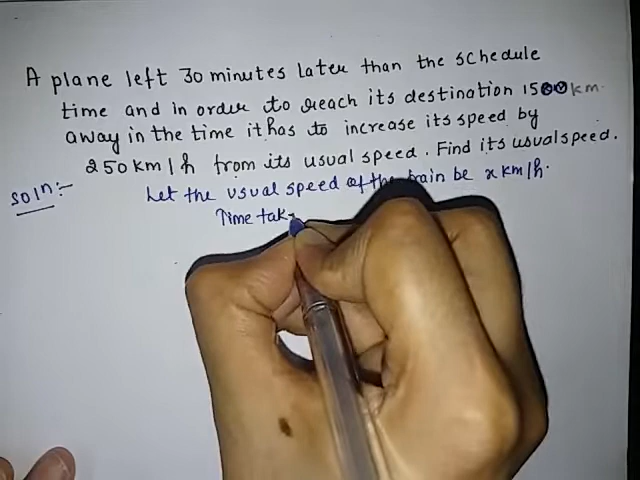 A plane left 30 minutes later than the schedule
time and in order to reach its destination 1500 km
away in the time it has to increase its speed by
250 km/h from its usual speed. Find its usual speed.
Soln:- Let the usual speed of the train be x km/h.
Time tak